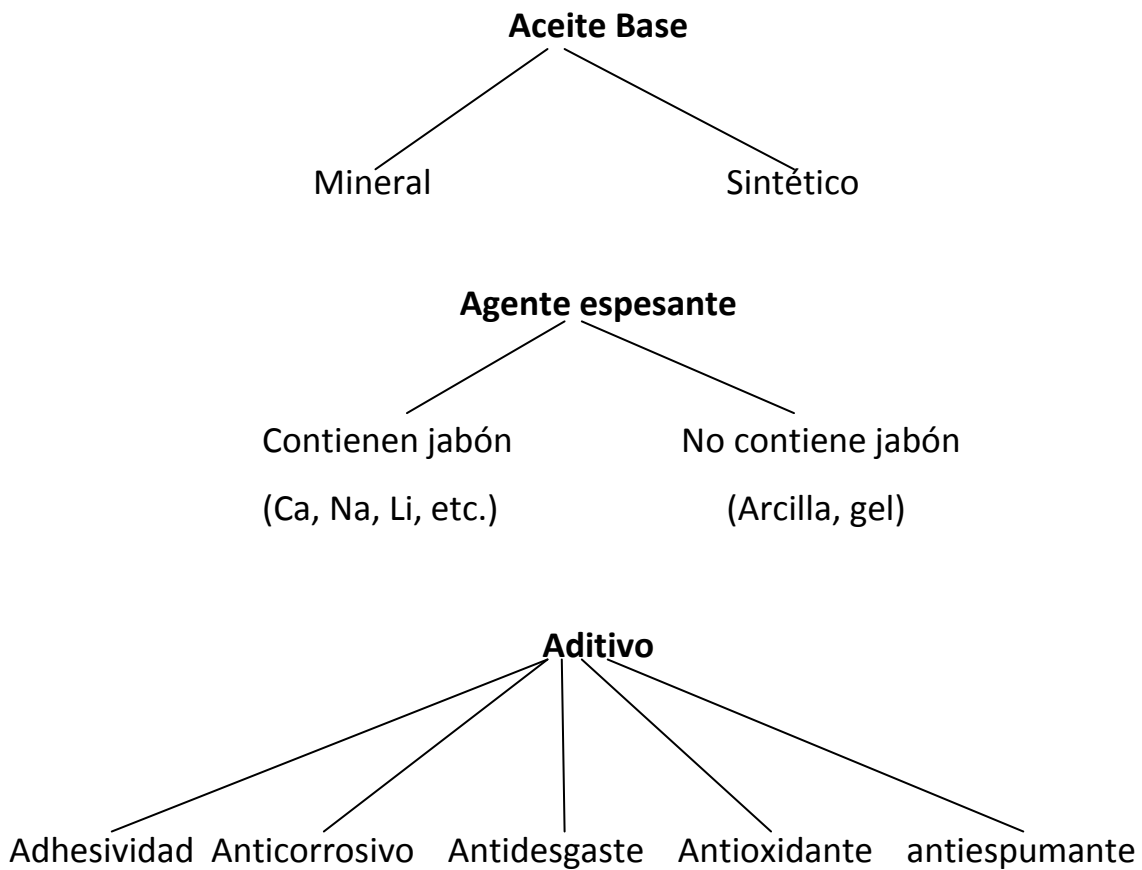 Aceite Base
Mineral Sintético
Agente espesante
Contienen jabón No contiene jabón
(Ca, Na, Li, etc.) (Arcilla, gel)
Aditivo
Adhesividad Anticorrosivo Antidesgaste Antioxidante antiespumante